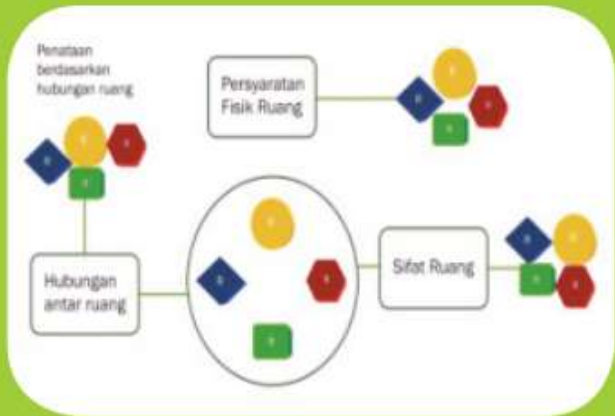 Penataan
berdasarkan
hubungan ruang
Persyaratan
Fisik Ruang
Hubungan
antar ruang
Sifat Ruang